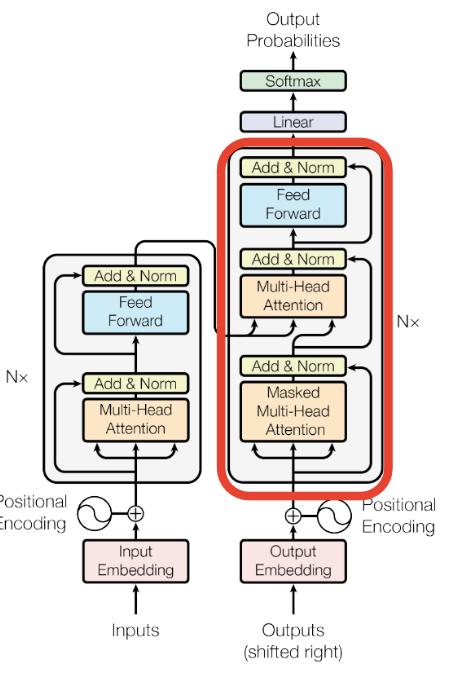 Output
Probabilities
Softmax
Linear
Add & Norm
Feed
Forward
Add & Norm
Multi-Head
Attention
Nx
Add & Norm
Masked
Multi-Head
Attention
Add & Norm
Feed
Forward
Nx
Add & Norm
Multi-Head
Attention
Positional
Encoding
Positional
Encoding
Input
Embedding
Output
Embedding
Inputs
Outputs
(shifted right)